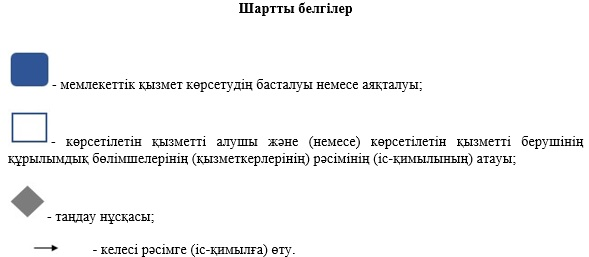 Шартты белгілер
- мемлекеттік қызмет көрсетудің басталуы немесе аяқталуы;
- көрсетілетін қызметті алушы және (немесе) көрсетілетін қызметті берушінің
құрылымдық бөлімшелерінің (қызметкерлерінің) рәсімінің (іс-қимылының) атауы;
- таңдау нұсқасы;
- келесі рәсімге (іс-қимылға) өту.